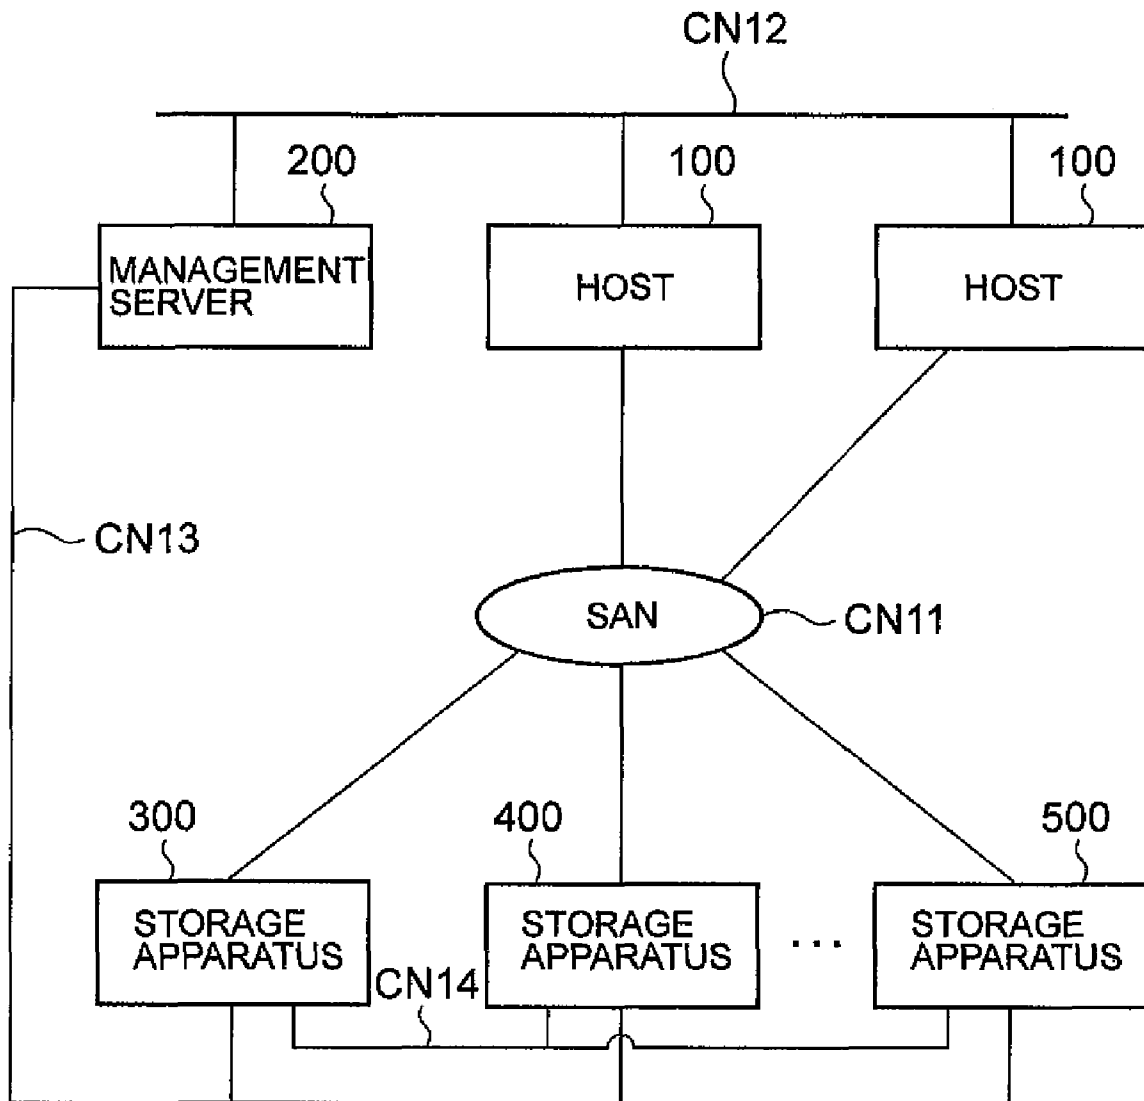 CN12
200
100
100
MANAGEMENT
SERVER
HOST
HOST
CN13
SAN
CN11
300
400
500
STORAGE
APPARATUS
STORAGE
APPARATUS
...
STORAGE
APPARATUS
CN14